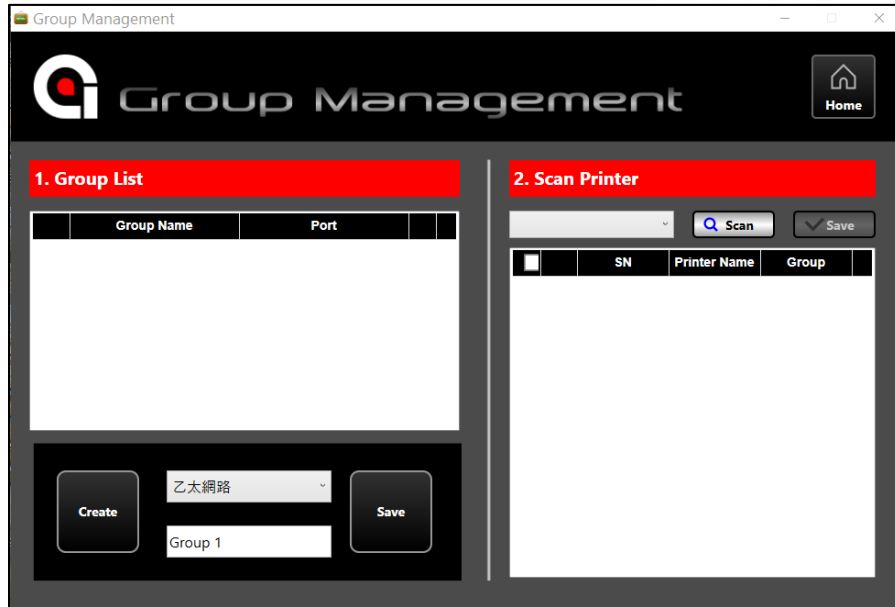 Group Management
Group Management
Home
1. Group List
Group Name Port
Create
乙太網路
Group 1
Save
2. Scan Printer
Scan
Save
SN Printer Name Group